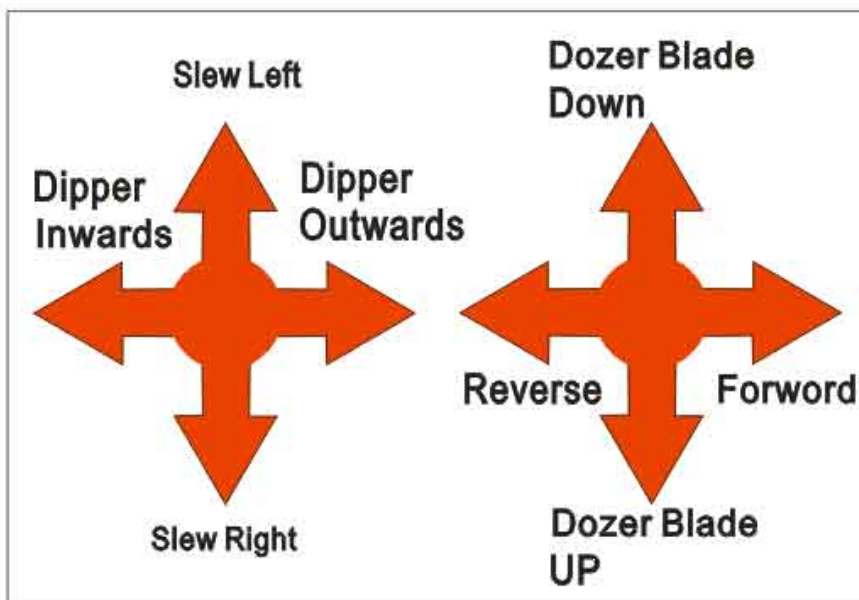 Slew Left
Dipper
Inwards
Dipper
Outwards
Slew Right
Dozer Blade
Down
Reverse
Forword
Dozer Blade
UP